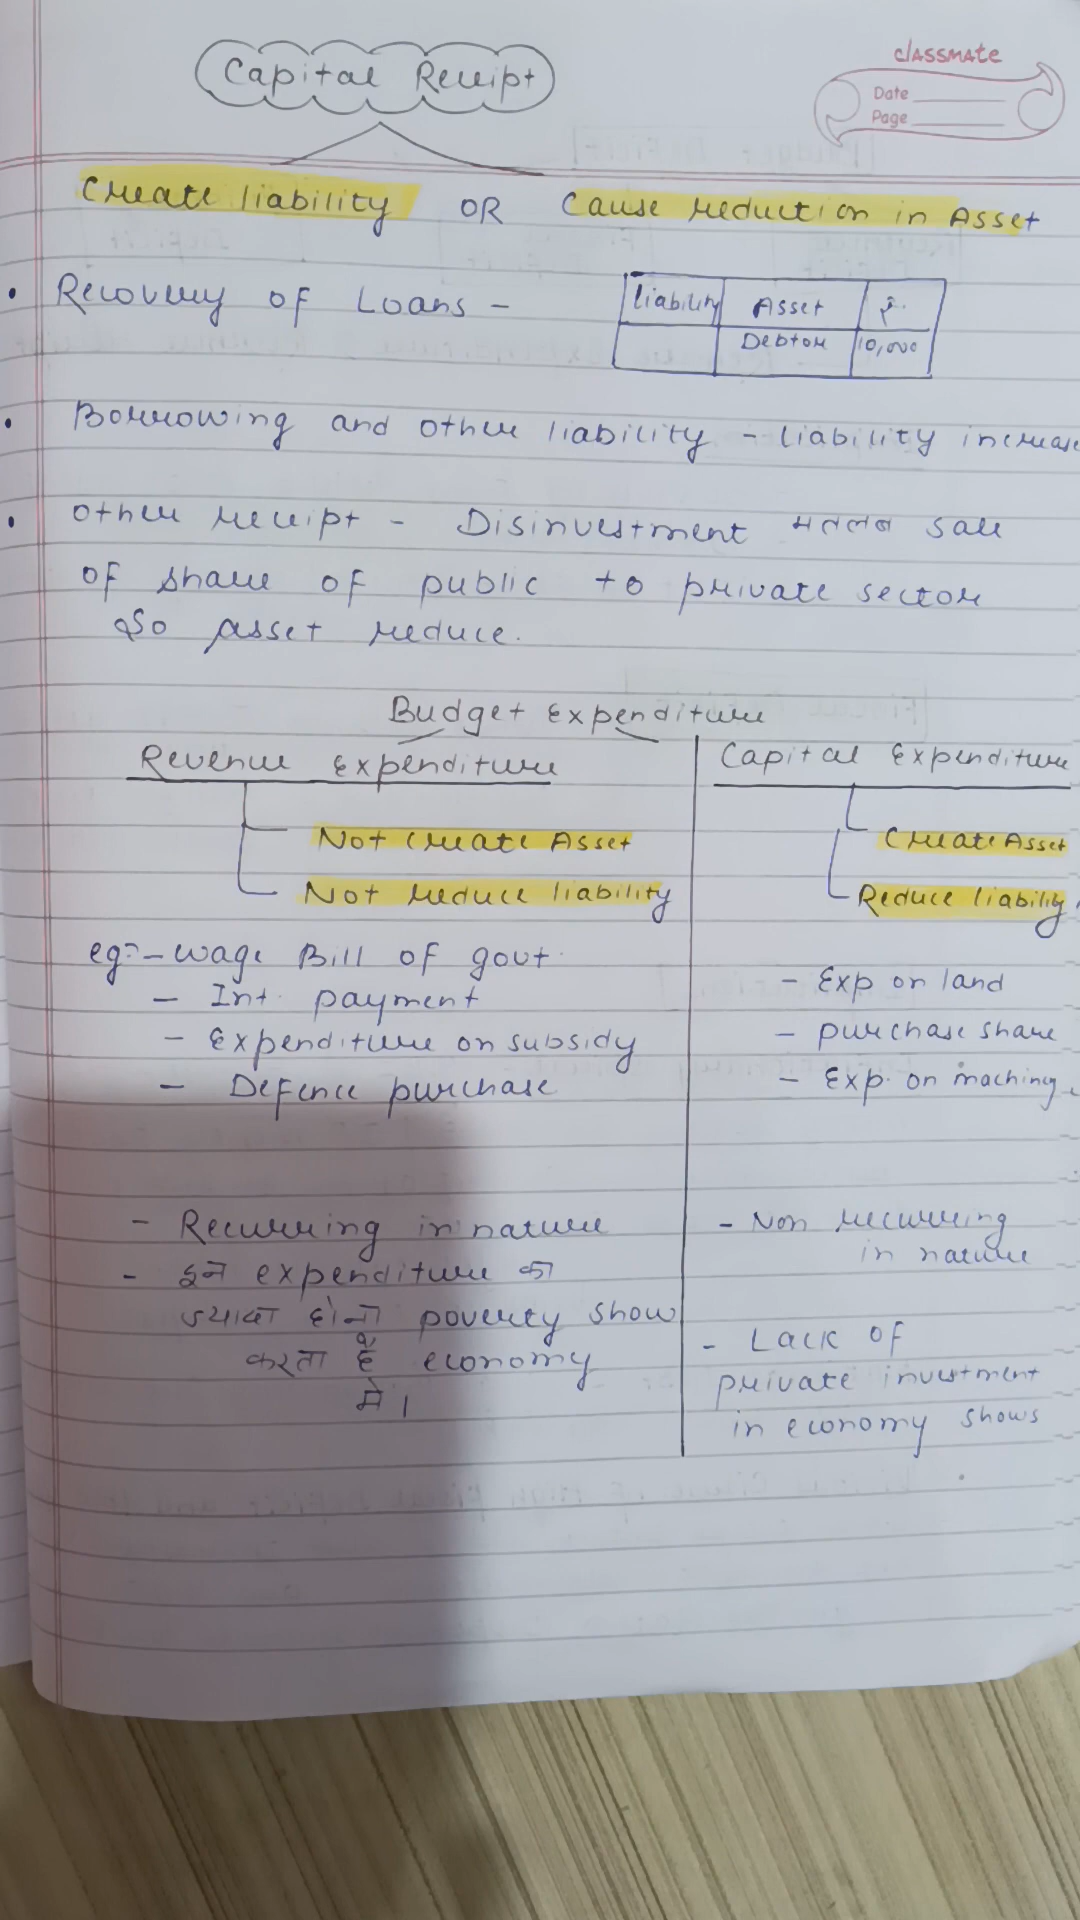 classmate
Date
Page
Capital Receipt
Create liability OR Cause reduction in Asset
• Recovery of Loans -
liability Asset ₹.
Debtor 10,000
• Borrowing and other liability - liability increase
• other receipt - Disinvestment मतलब sale
of share of public to private sector
So asset reduce.
Budget expenditure
Revenue expenditure
Capital expenditure
Not create Asset
Create Asset
Not reduce liability
Reduce liability
eg:- wage Bill of govt.
- Int. payment
- Expenditure on subsidy
- Defence purchase
- Exp on land
- purchase share
- Exp. on maching
- Recurring in nature
- इन expenditure का
ज्यादा होना poverty show
करता है economy
मे।
- Non recurring
in nature
- Lack of
private investment
in economy shows